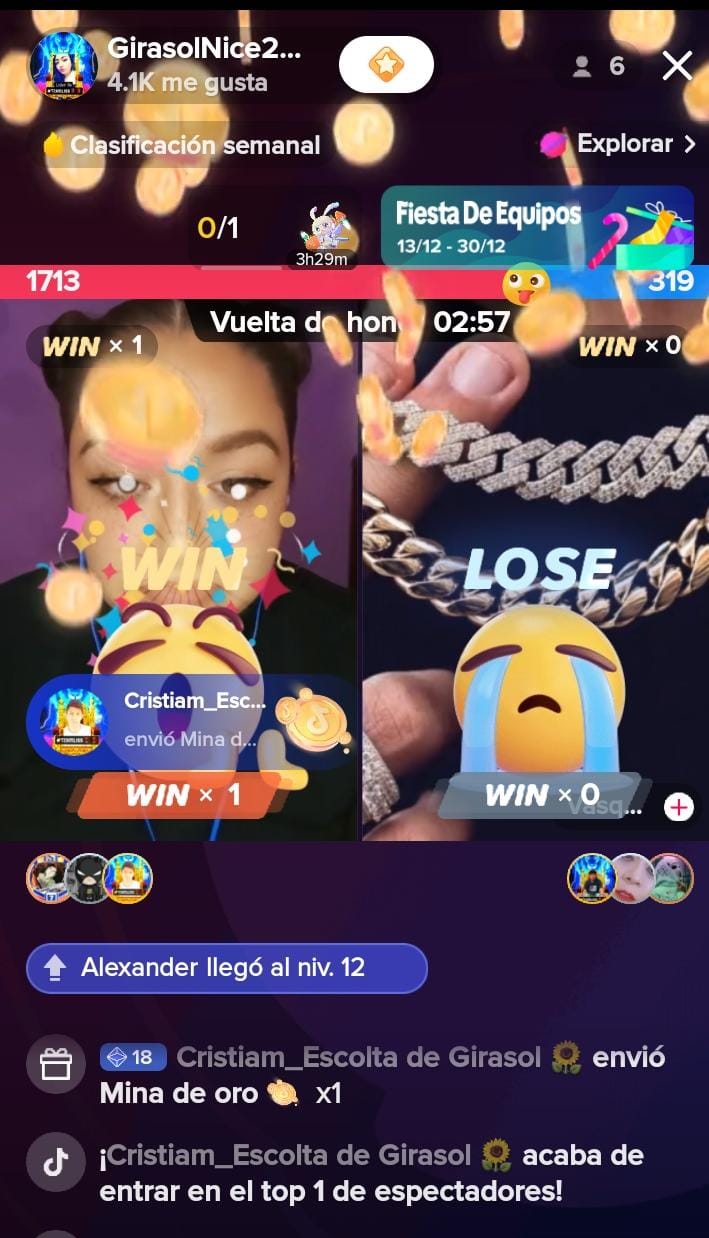 GirasolNice2...
4.1K me gusta
6
Clasificación semanal
Explorar >
0/1
3h29m
Fiesta De Equipos
13/12 - 30/12
1713
319
Vuelta de hon 02:57
WIN × 1
WIN × 0
WIN
LOSE
Cristiam_Esc...
envió Mina d...
WIN × 1
WIN × 0
Vasq...
Alexander llegó al niv. 12
18 Cristiam_Escolta de Girasol 🌻 envió
Mina de oro x1
¡Cristiam_Escolta de Girasol 🌻 acaba de
entrar en el top 1 de espectadores!